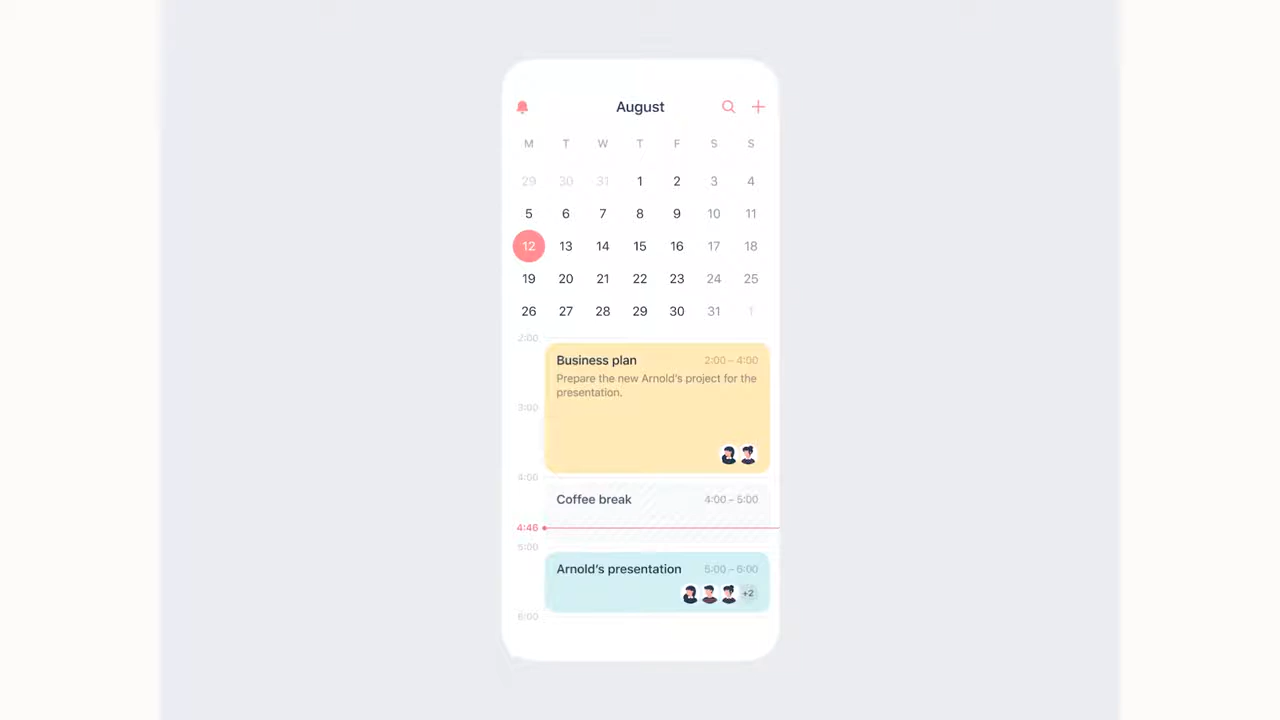 August
M T W T F S S
29 30 31 1 2 3 4
5 6 7 8 9 10 11
12 13 14 15 16 17 18
19 20 21 22 23 24 25
26 27 28 29 30 31 1
2:00
Business plan 2:00 – 4:00
Prepare the new Arnold's project for the
presentation.
3:00
4:00
Coffee break 4:00 – 5:00
4:46
5:00
Arnold's presentation 5:00 – 6:00
+2
6:00